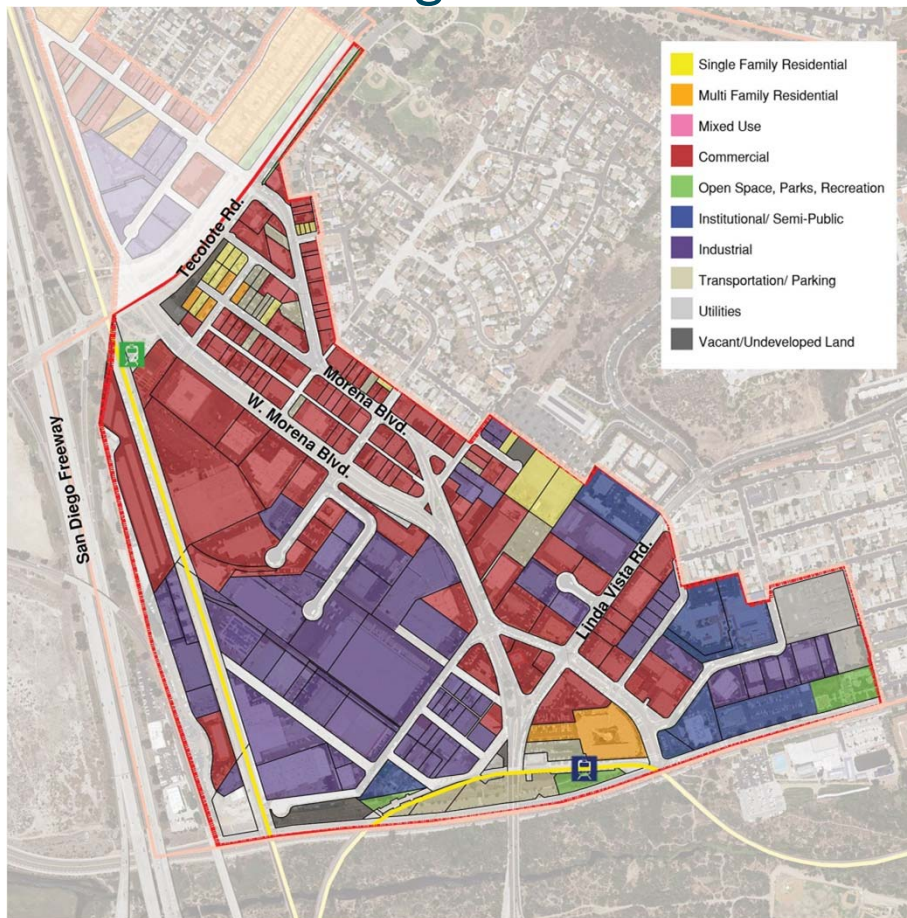 Single Family Residential
Multi Family Residential
Mixed Use
Commercial
Open Space, Parks, Recreation
Institutional/ Semi-Public
Industrial
Transportation/ Parking
Utilities
Vacant/Undeveloped Land
Tecolote Rd.
Morena Blvd.
W. Morena Blvd.
San Diego Freeway
Linda Vista Rd.